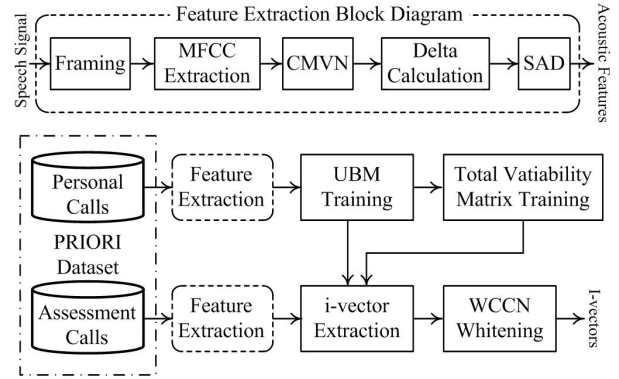 Feature Extraction Block Diagram
Speech Signal
Framing
MFCC
Extraction
CMVN
Delta
Calculation
SAD
Acoustic Features
Personal
Calls
Feature
Extraction
UBM
Training
Total Vatiability
Matrix Training
PRIORI
Dataset
Assessment
Calls
Feature
Extraction
i-vector
Extraction
WCCN
Whitening
I-vectors